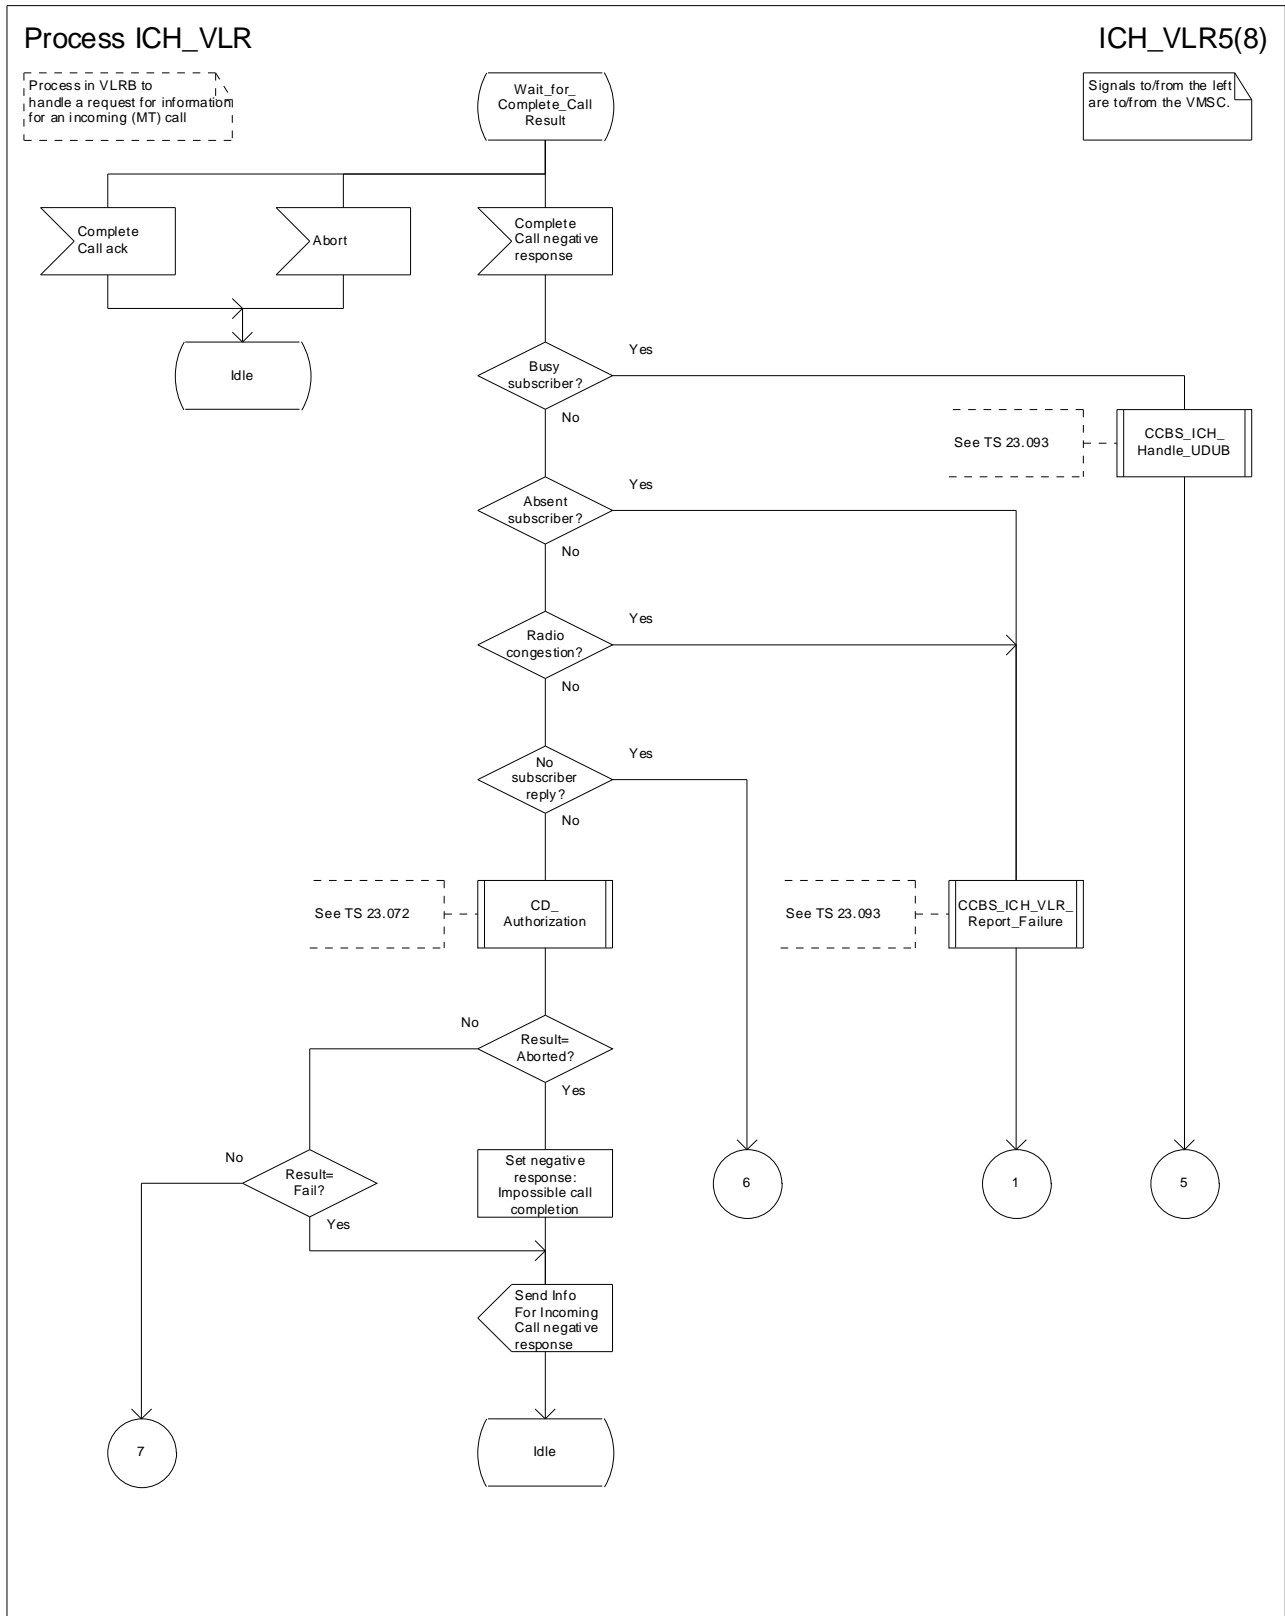 Process ICH_VLR
ICH_VLR5(8)
Process in VLRB to
handle a request for information
for an incoming (MT) call
Wait_for_
Complete_Call
Result
Signals to/from the left
are to/from the VMSC.
Complete
Call ack
Abort
Complete
Call negative
response
Idle
Busy
subscriber?
Yes
No
See TS 23.093
CCBS_ICH_
Handle_UDUB
Absent
subscriber?
Yes
No
Radio
congestion?
Yes
No
No
subscriber
reply?
Yes
No
See TS 23.072
CD_
Authorization
See TS 23.093
CCBS_ICH_VLR_
Report_Failure
No
Result=
Aborted?
Yes
No
Result=
Fail?
Yes
Set negative
response:
Impossible call
completion
6
1
5
Send Info
For Incoming
Call negative
response
7
Idle